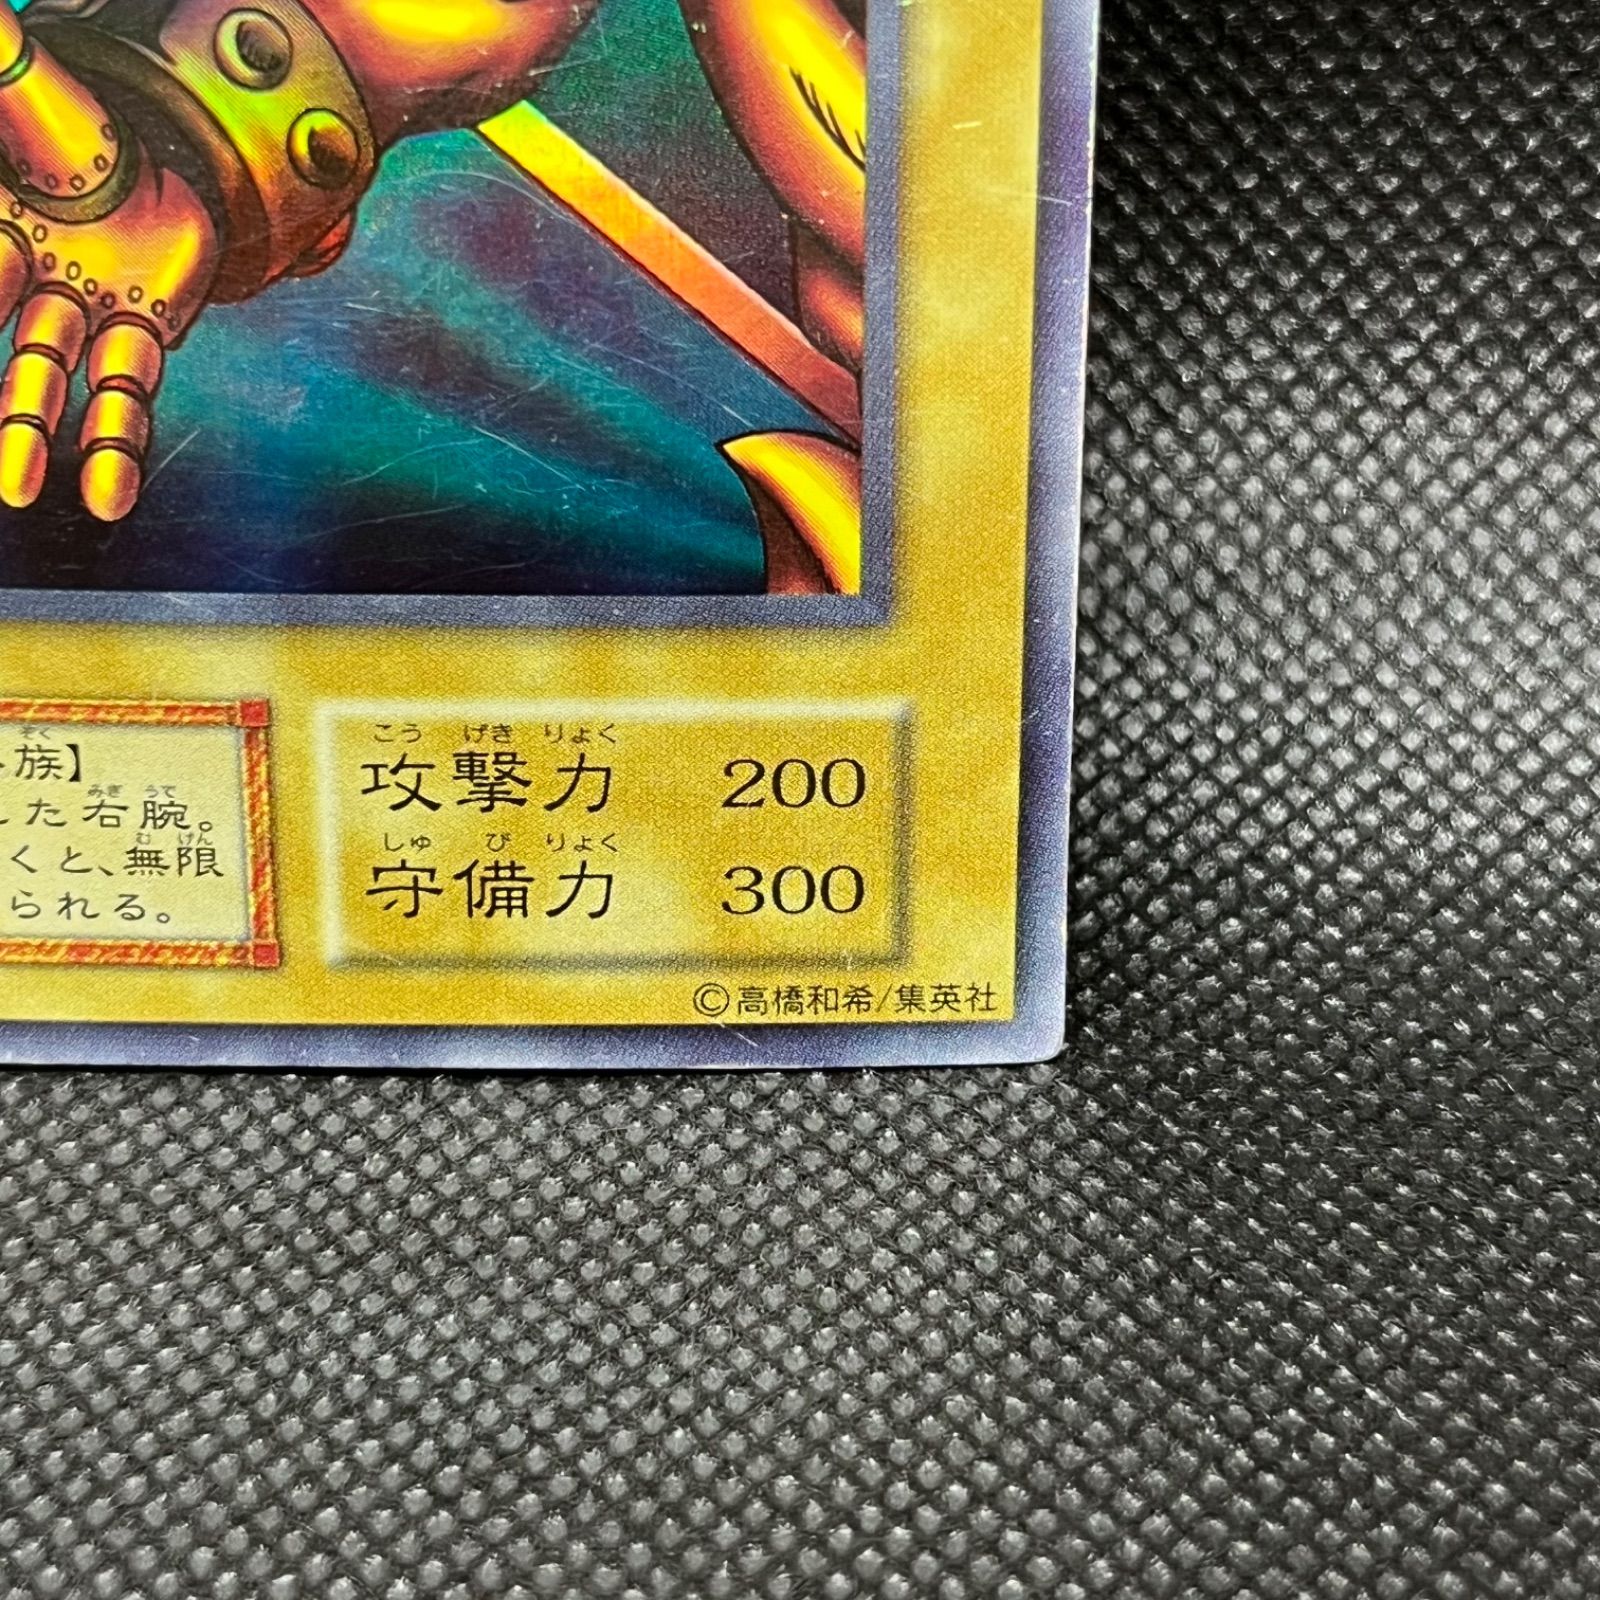 族】
した右腕。
くと、無限
られる。
こう げき りょく
攻撃力 200
しゅ び りょく
守備力 300
©高橋和希/集英社